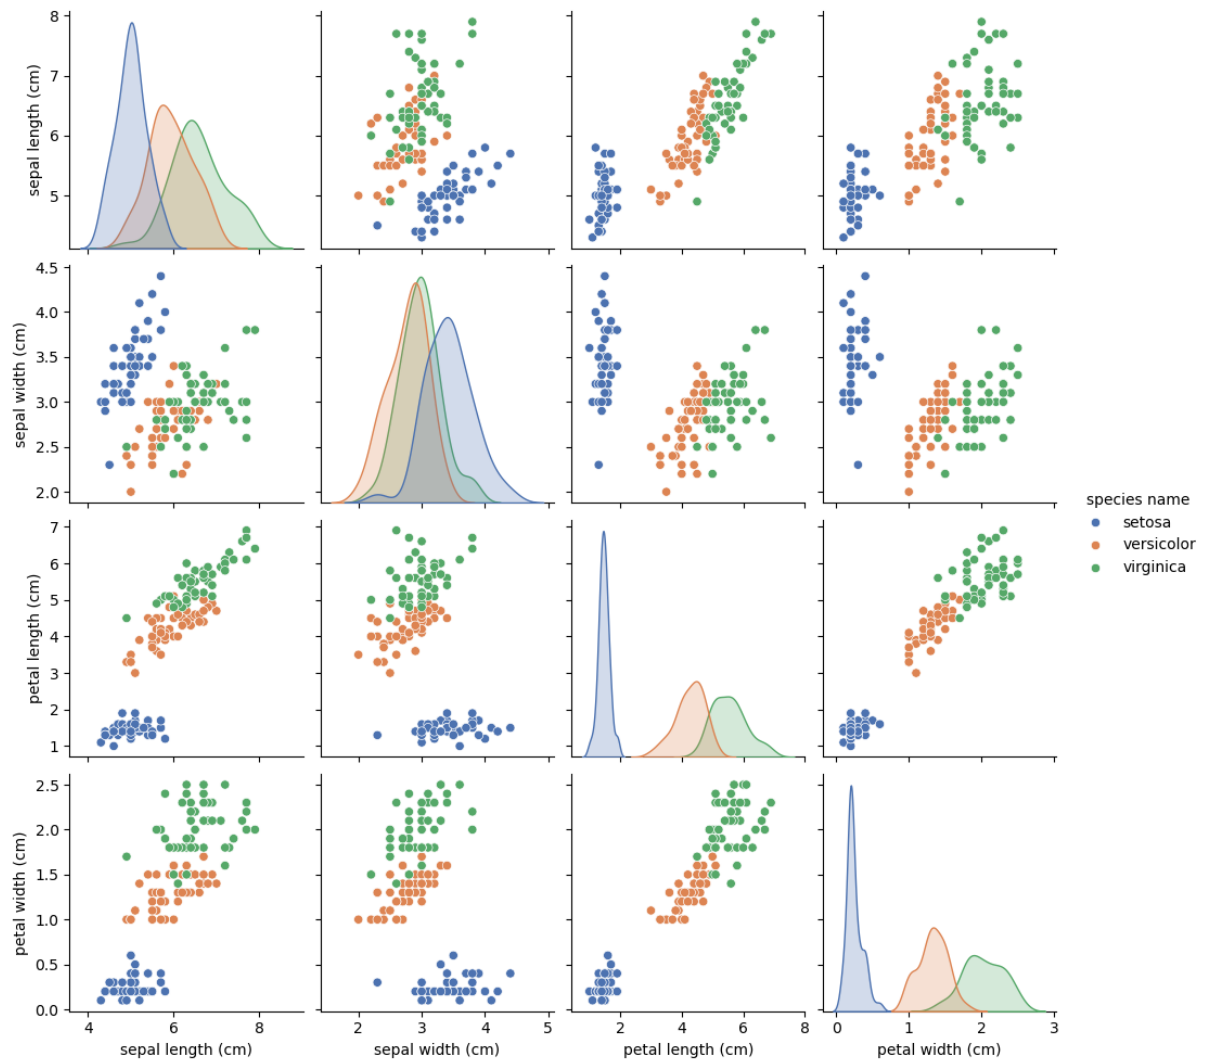 8
7
6
5
sepal length (cm)
4.5
4.0
3.5
3.0
2.5
2.0
sepal width (cm)
species name
setosa
versicolor
virginica
7
6
5
4
3
2
1
petal length (cm)
2.5
2.0
1.5
1.0
0.5
0.0
petal width (cm)
4 6 8
2 3 4 5
2 4 6 8
0 1 2 3
sepal length (cm)
sepal width (cm)
petal length (cm)
petal width (cm)